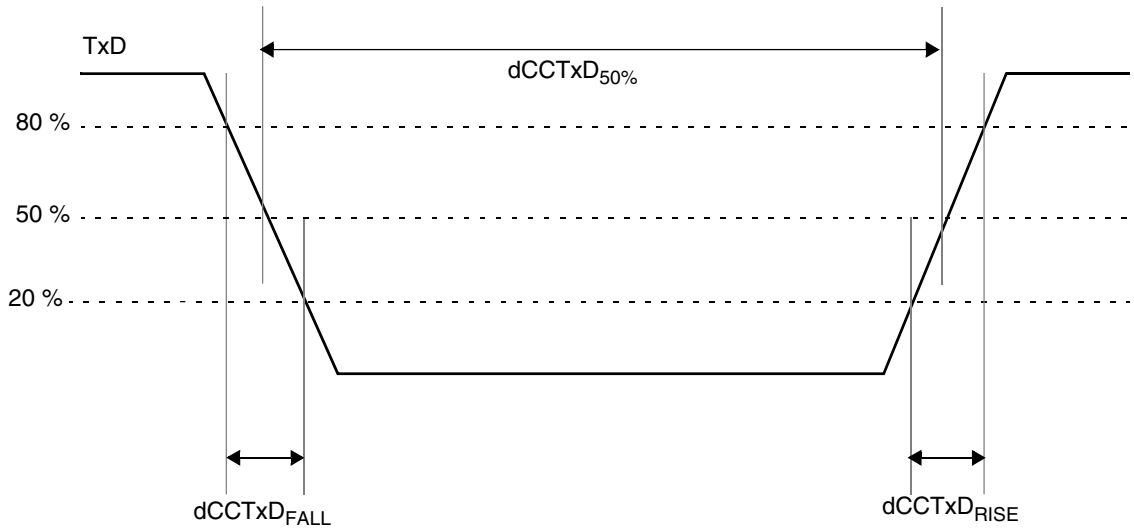 TxD
dCCTxD50%
80 %
50 %
20 %
dCCTxDFALL
dCCTxDRISE